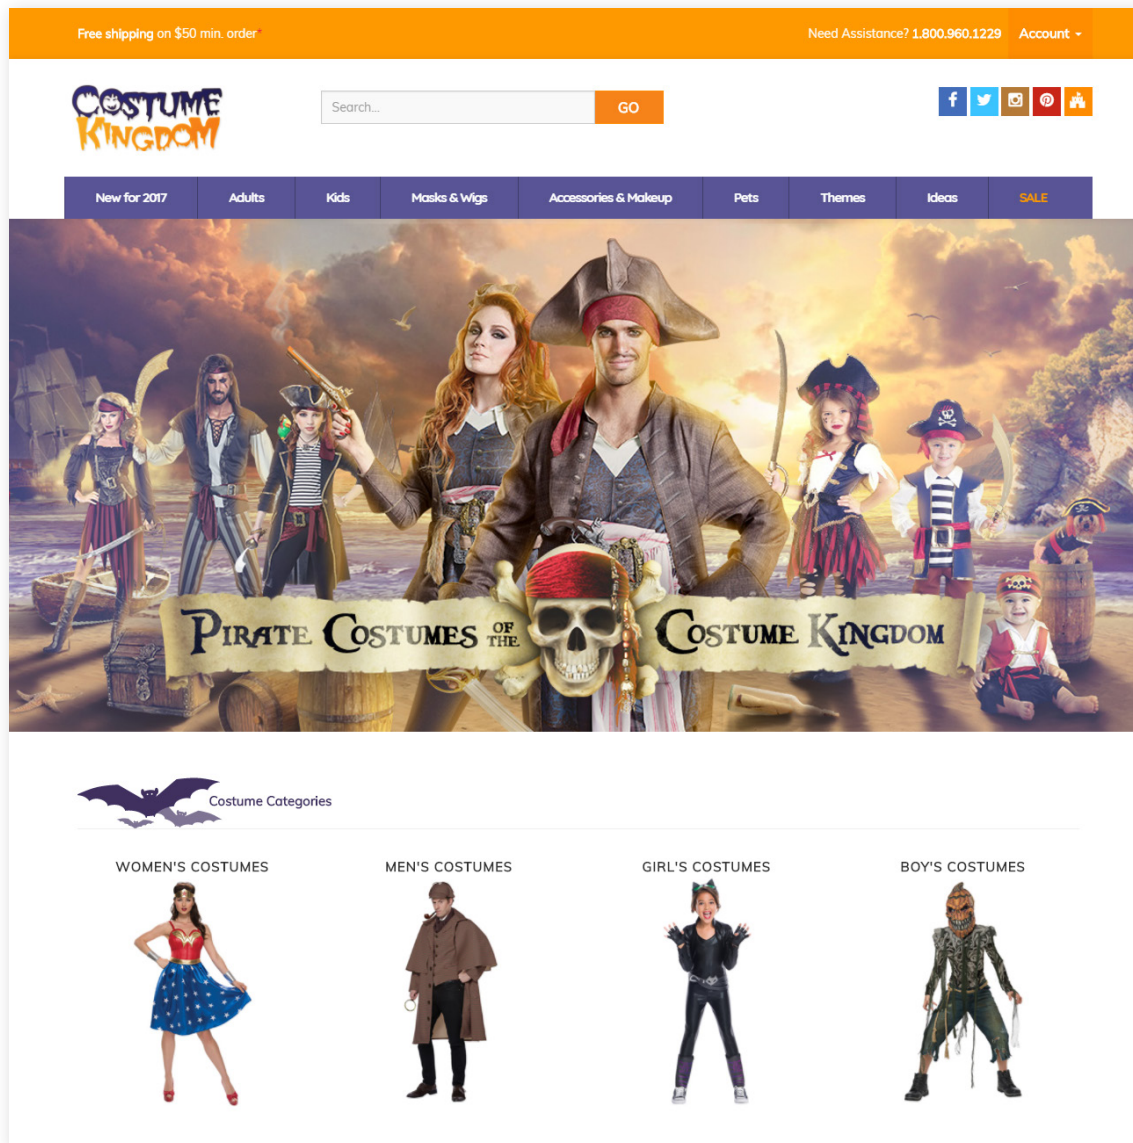 Free shipping on $50 min. order*
Need Assistance? 1.800.960.1229 Account
COSTUME
KINGDOM
Search...
GO
New for 2017 Adults Kids Masks & Wigs Accessories & Makeup Pets Themes Ideas SALE
PIRATE COSTUMES OF THE COSTUME KINGDOM
Costume Categories
WOMEN'S COSTUMES MEN'S COSTUMES GIRL'S COSTUMES BOY'S COSTUMES